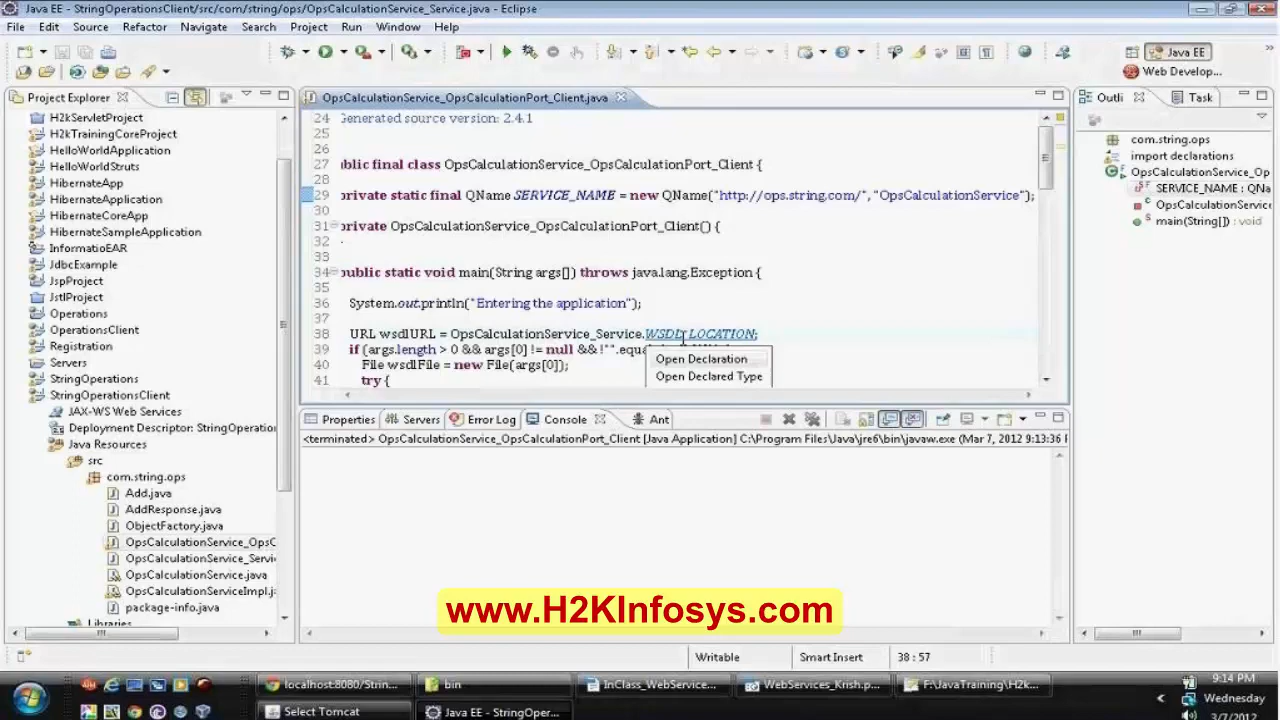 Java EE - StringOperationsClient/src/com/string/ops/OpsCalculationService_Service.java - Eclipse
File Edit Source Refactor Navigate Search Project Run Window Help
Java EE
Web Develop...
Project Explorer
H2kServletProject
H2kTrainingCoreProject
HelloWorldApplication
HelloWorldStruts
HibernateApp
HibernateApplication
HibernateCoreApp
HibernateSampleApplication
InformatioEAR
JdbcExample
JspProject
JstlProject
Operations
OperationsClient
Registration
Servers
StringOperations
StringOperationsClient
JAX-WS Web Services
Deployment Descriptor: StringOperatio
Java Resources
src
com.string.ops
Add.java
AddResponse.java
ObjectFactory.java
OpsCalculationService_OpsC
OpsCalculationService_Servi
OpsCalculationService.java
OpsCalculationServiceImpl.j
package-info.java
Libraries
OpsCalculationService_OpsCalculationPort_Client.java
24 Generated source version: 2.4.1
25
26
27 ublic final class OpsCalculationService_OpsCalculationPort_Client {
28
29 private static final QName SERVICE_NAME = new QName("http://ops.string.com/","OpsCalculationService");
30
31 private OpsCalculationService_OpsCalculationPort_Client() {
32
33
34 public static void main(String args[]) throws java.lang.Exception {
35
36 System.out.println("Entering the application");
37
38 URL wsdlURL = OpsCalculationService_Service.WSDL_LOCATION;
39 if (args.length > 0 && args[0] != null && !"".equa
40 File wsdlFile = new File(args[0]);
41 try {
Open Declaration
Open Declared Type
Properties Servers Error Log Console Ant
<terminated> OpsCalculationService_OpsCalculationPort_Client [Java Application] C:\Program Files\Java\jre6\bin\javaw.exe (Mar 7, 2012 9:13:36 P
Outli Task
com.string.ops
import declarations
OpsCalculationService_Op
SERVICE_NAME : QNa
OpsCalculationServic
main(String[]) : void
www.H2KInfosys.com
Writable Smart Insert 38 : 57
localhost:8080/Strin... bin InClass_WebService... WebServices_Krish.p... F:\JavaTraining\H2k...
Select Tomcat Java EE - StringOper...
9:14 PM
Wednesday
3/7/2012